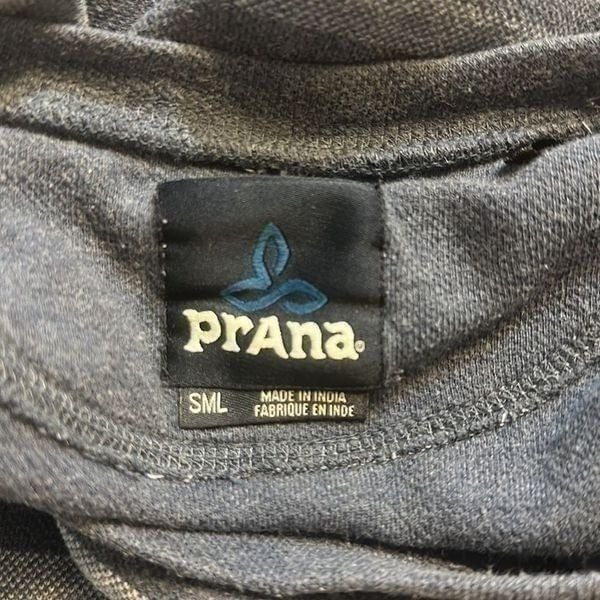 prAna
SML
MADE IN INDIA
FABRIQUE EN INDE